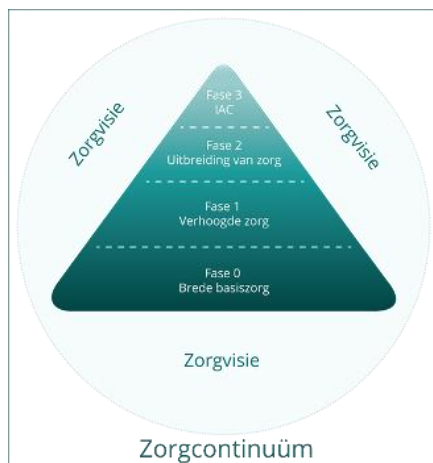 Fase 3
IAC
Zorgvisie
Zorgvisie
Fase 2
Uitbreiding van zorg
Fase 1
Verhoogde zorg
Fase 0
Brede basiszorg
Zorgvisie
Zorgcontinuüm